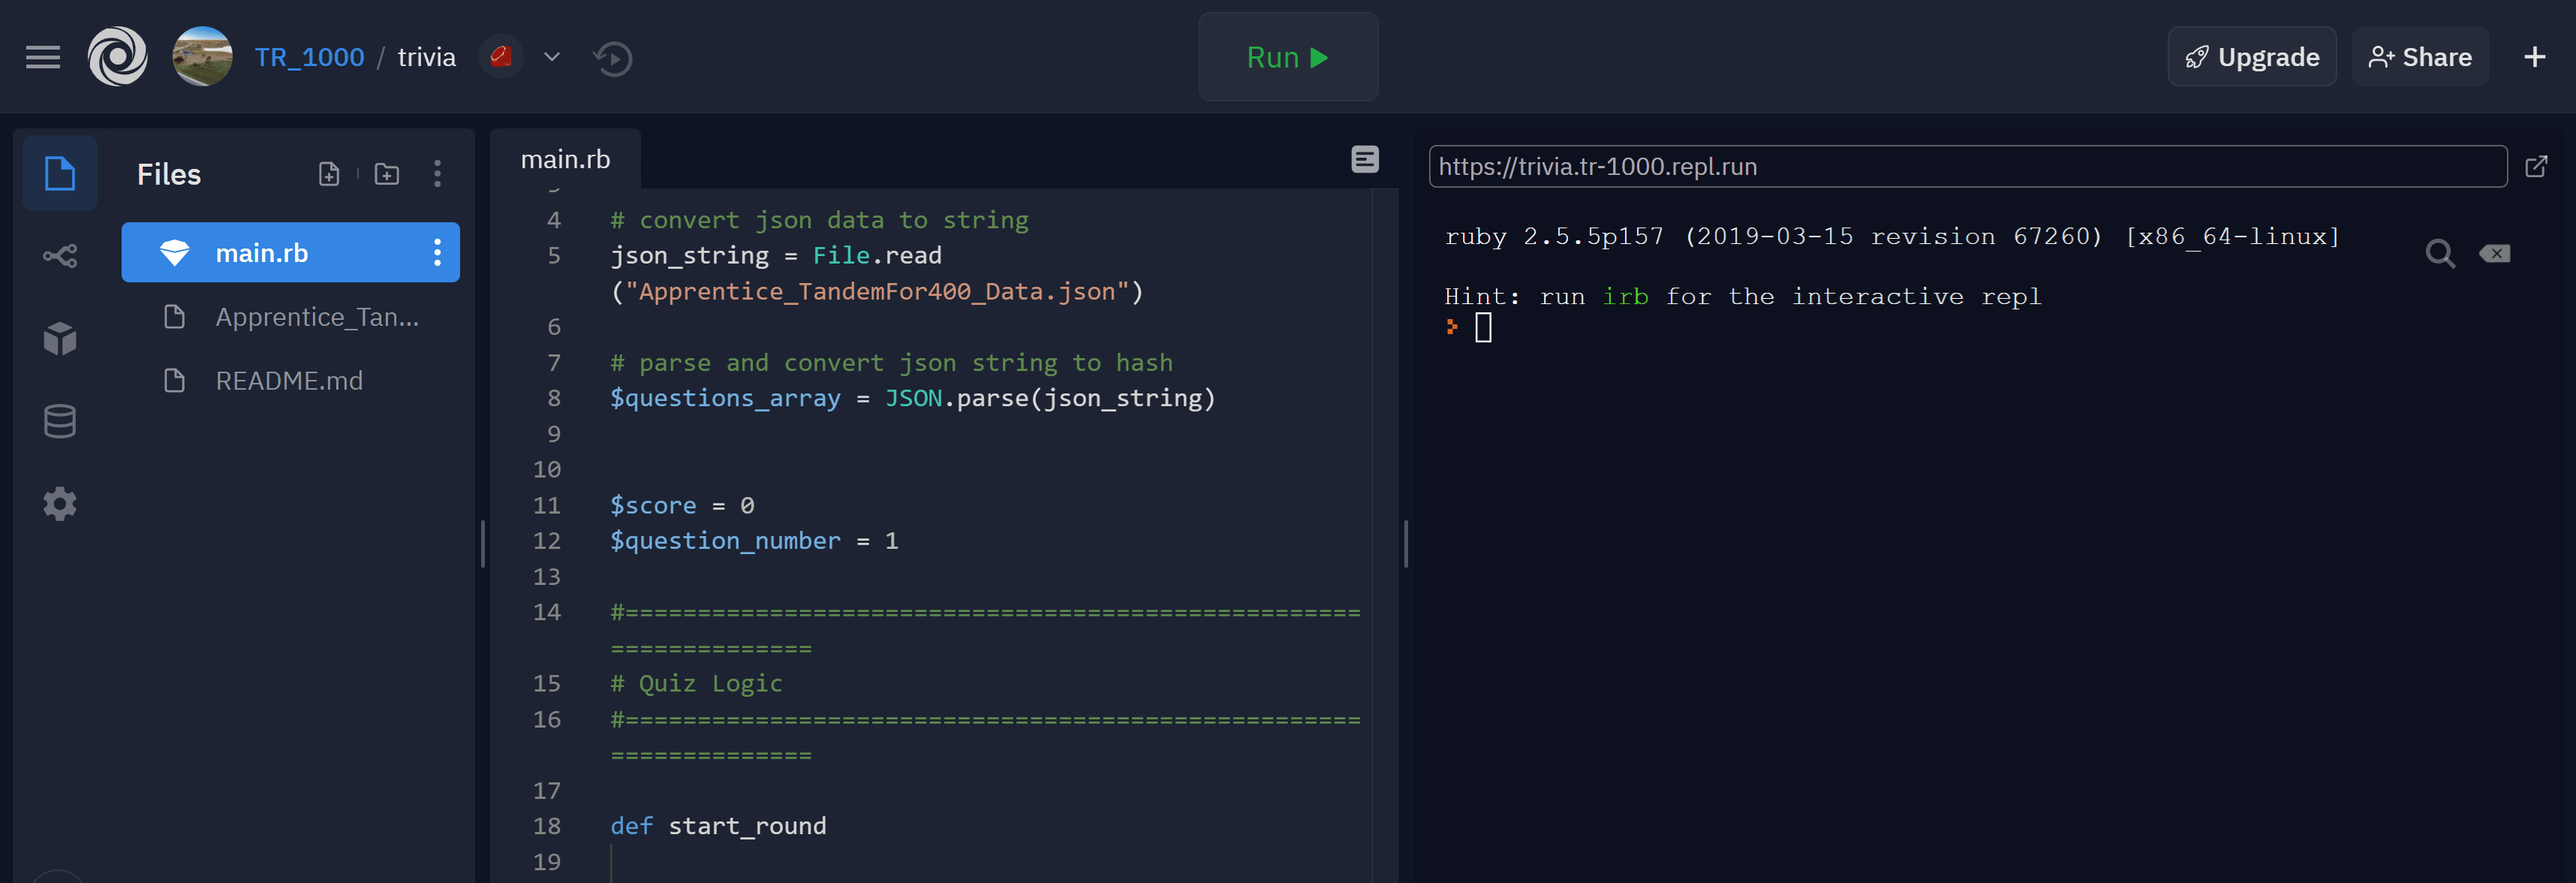 TR_1000 / trivia
Run
Upgrade
Share
Files
main.rb
Apprentice_Tan...
README.md
main.rb
4 # convert json data to string
5 json_string = File.read
("Apprentice_TandemFor400_Data.json")
6
7 # parse and convert json string to hash
8 $questions_array = JSON.parse(json_string)
9
10
11 $score = 0
12 $question_number = 1
13
14 #===================================================
==============
15 # Quiz Logic
16 #===================================================
==============
17
18 def start_round
19
https://trivia.tr-1000.repl.run
ruby 2.5.5p157 (2019-03-15 revision 67260) [x86_64-linux]
Hint: run irb for the interactive repl